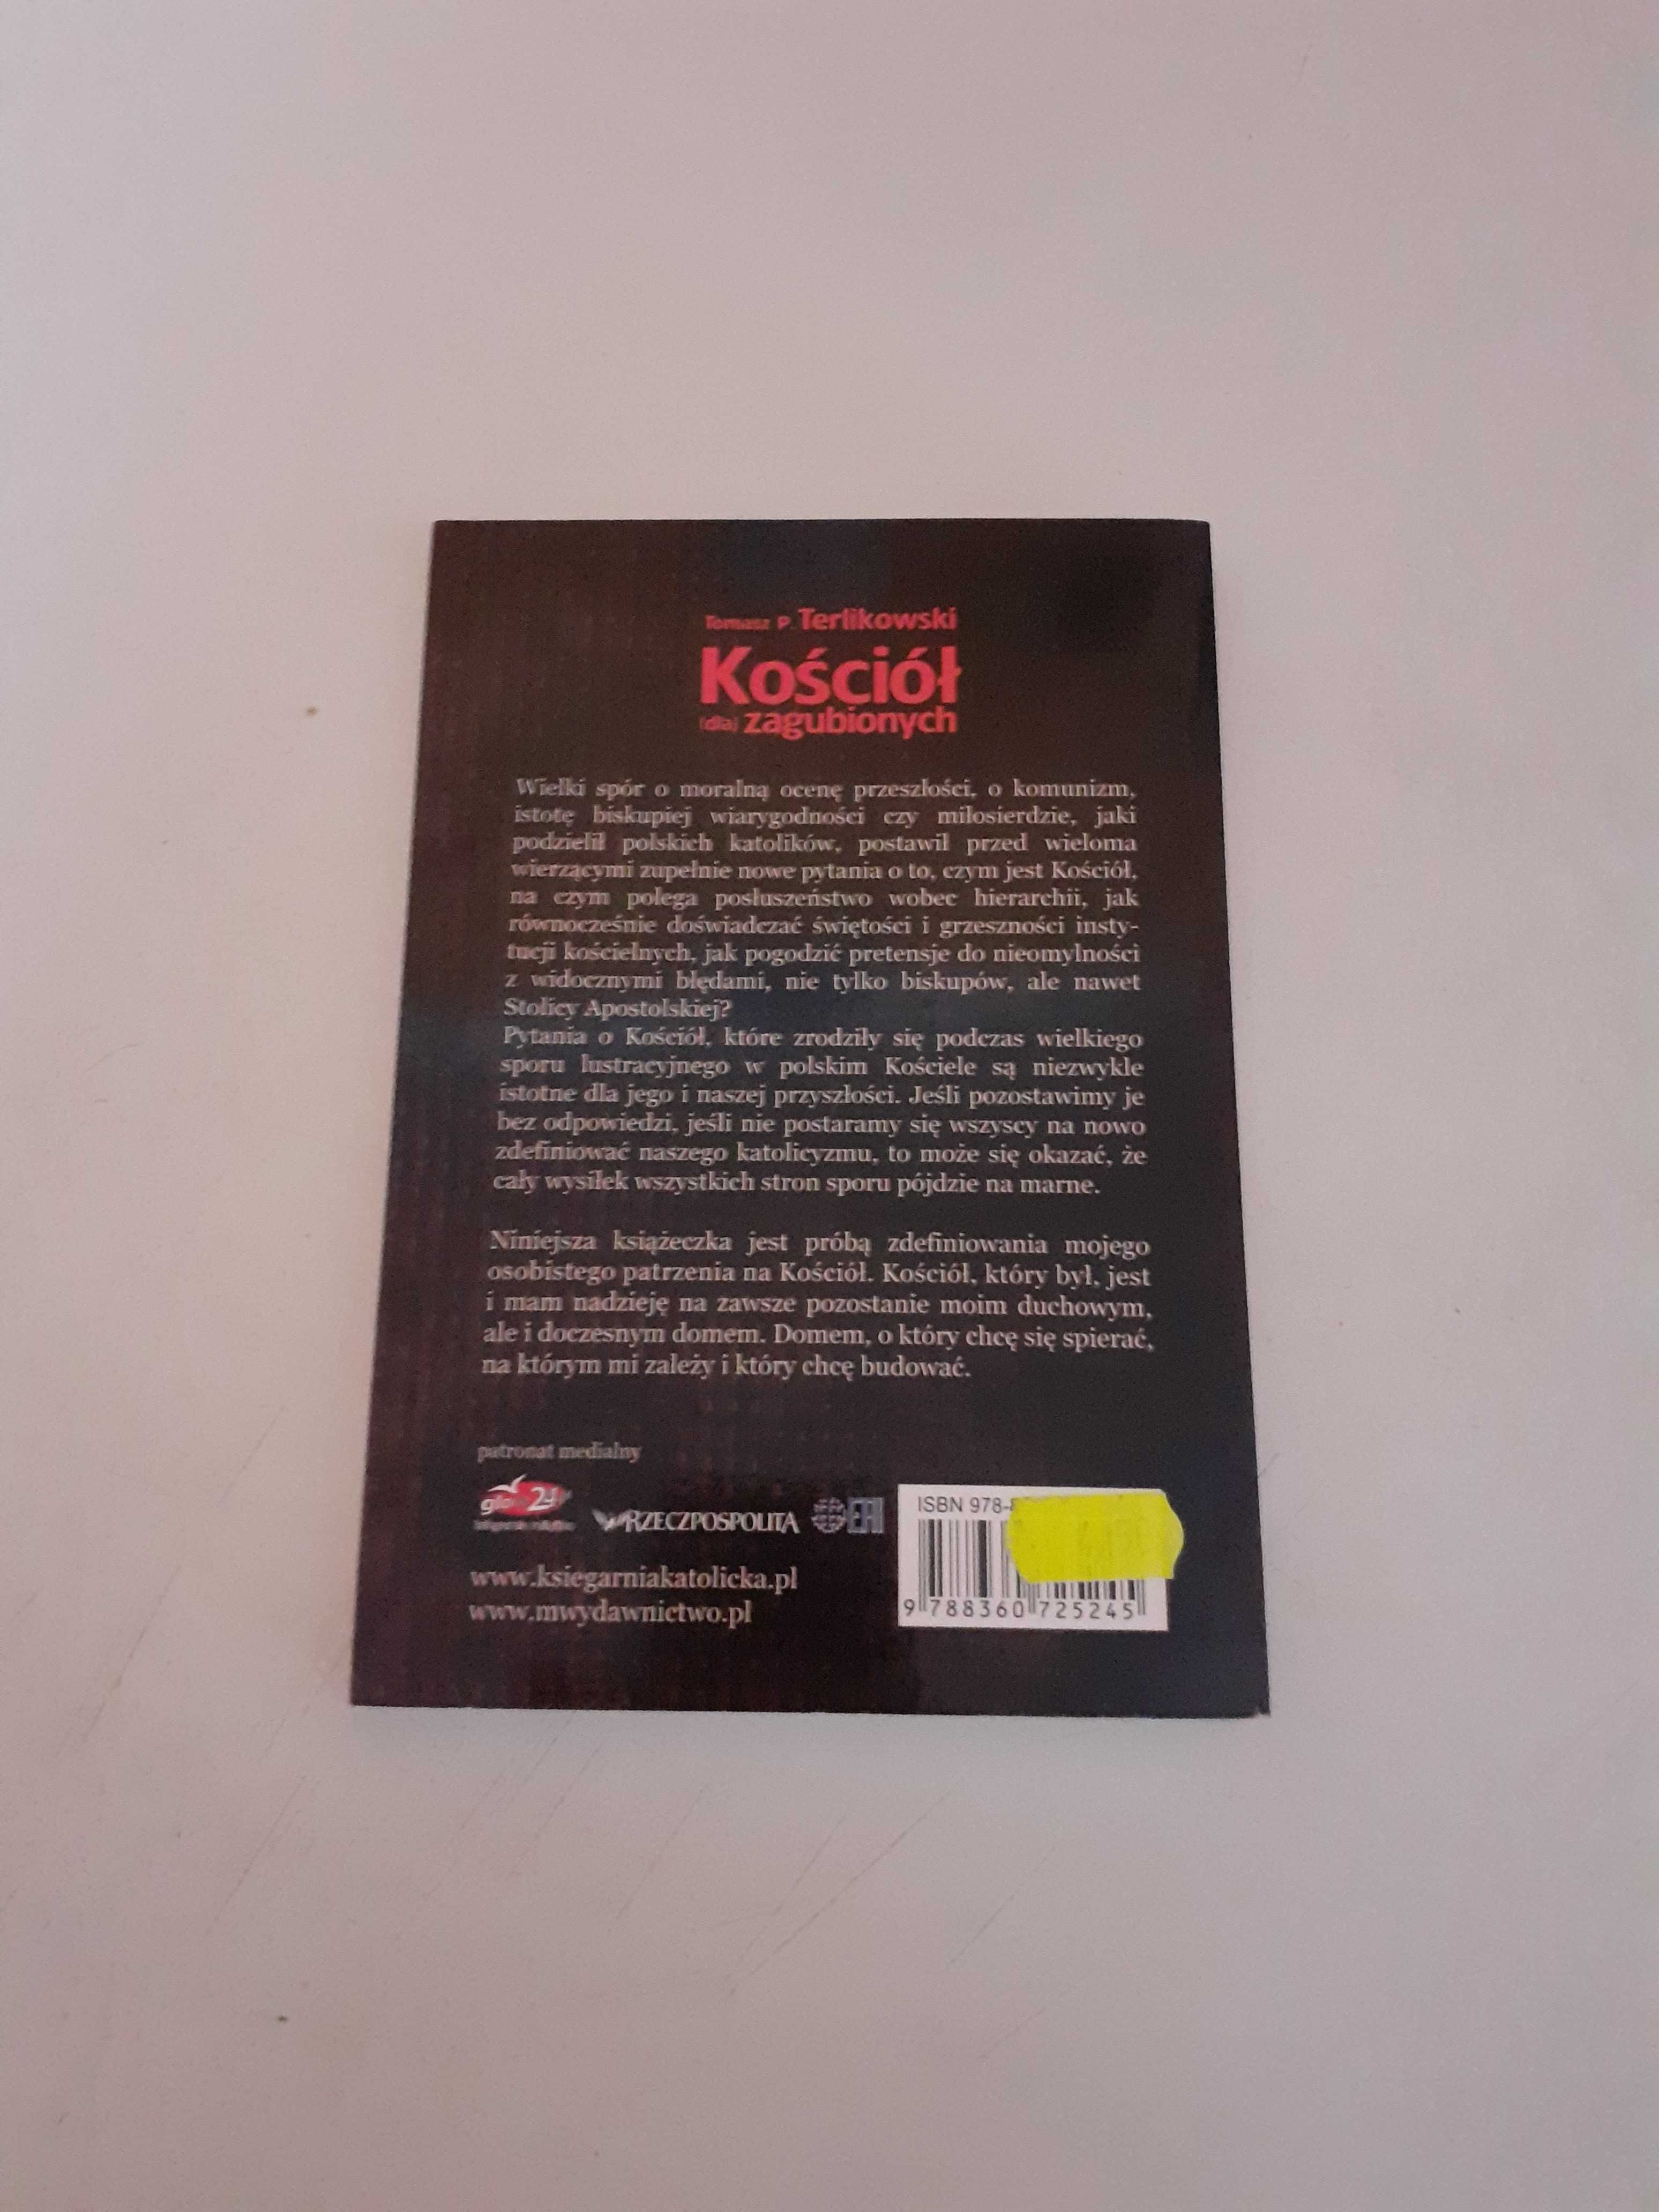 Tomasz P. Terlikowski
Kościół
(dla) zagubionych
Wielki spór o moralną ocenę przeszłości, o komunizm,
istotę biskupiej wiarygodności czy miłosierdzie, jaki
podzielił polskich katolików, postawił przed wieloma
wierzącymi zupełnie nowe pytania o to, czym jest Kościół,
na czym polega posłuszeństwo wobec hierarchii, jak
równocześnie doświadczać świętości i grzeszności insty-
tucji kościelnych, jak pogodzić pretensje do nieomylności
z widocznymi błędami, nie tylko biskupów, ale nawet
Stolicy Apostolskiej?
Pytania o Kościół, które zrodziły się podczas wielkiego
sporu lustracyjnego w polskim Kościele są niezwykle
istotne dla jego i naszej przyszłości. Jeśli pozostawimy je
bez odpowiedzi, jeśli nie postaramy się wszyscy na nowo
zdefiniować naszego katolicyzmu, to może się okazać, że
cały wysiłek wszystkich stron sporu pójdzie na marne.
Niniejsza książeczka jest próbą zdefiniowania mojego
osobistego patrzenia na Kościół. Kościół, który był, jest
i mam nadzieję na zawsze pozostanie moim duchowym,
ale i doczesnym domem. Domem, o który chcę się spierać,
na którym mi zależy i który chcę budować.
patronat medialny
RZECZPOSPOLITA
EAI
www.ksiegarniakatolicka.pl
www.mwydawnictwo.pl
ISBN 978-
9 788360 725245